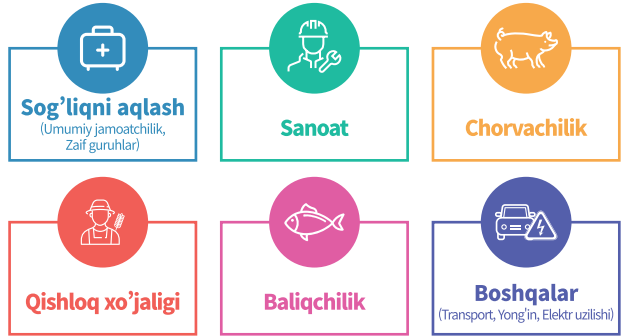 Sog’liqni aqlash
(Umumiy jamoatchilik,
Zaif guruhlar)
Sanoat
Chorvachilik
Qishloq xo’jaligi
Baliqchilik
Boshqalar
(Transport, Yong'in, Elektr uzilishi)